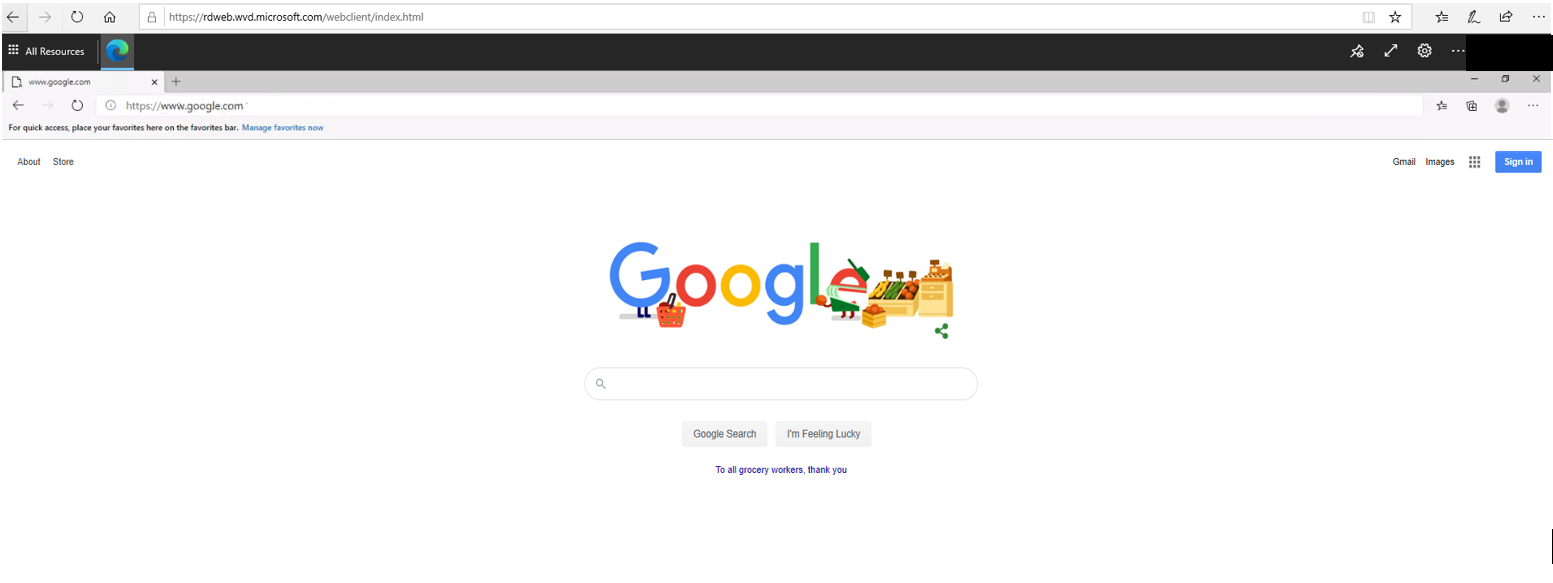 https://rdweb.wvd.microsoft.com/webclient/index.html
All Resources
www.google.com
https://www.google.com
For quick access, place your favorites here on the favorites bar. Manage favorites now
About Store Gmail Images Sign in
Google
Google Search I'm Feeling Lucky
To all grocery workers, thank you